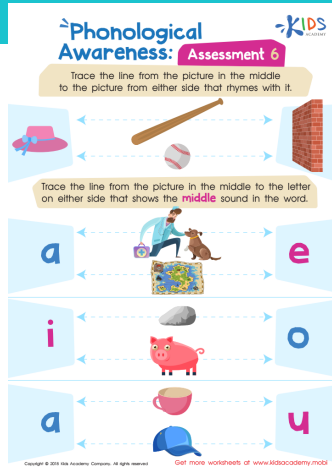 KIDS
ACADEMY
Phonological
Awareness: Assessment 6
Trace the line from the picture in the middle
to the picture from either side that rhymes with it.
Trace the line from the picture in the middle to the letter
on either side that shows the middle sound in the word.
a e
i o
a u
Copyright © 2018 Kids Academy Company. All rights reserved
Get more worksheets at www.kidsacademy.mobi